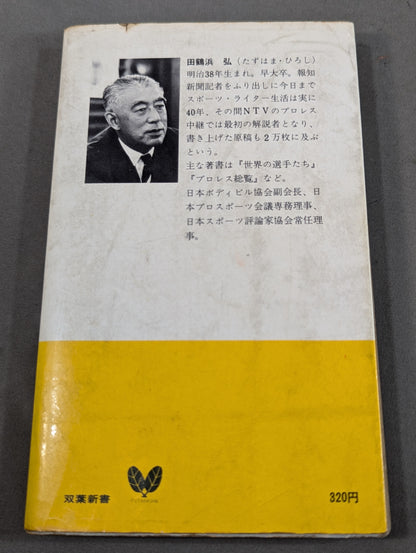 田鶴浜 弘(たずはま・ひろし)
明治38年生まれ。早大卒。報知
新聞記者をふり出しに今日まで
スポーツ・ライター生活は実に
40年、その間NTVのプロレス
中継では最初の解説者となり、
書き上げた原稿も2万枚に及ぶ
という。
主な著書は『世界の選手たち』
『プロレス総覧』など。
日本ボディビル協会副会長、日
本プロスポーツ会議専務理事、
日本スポーツ評論家協会常任理
事。
双葉新書
320円